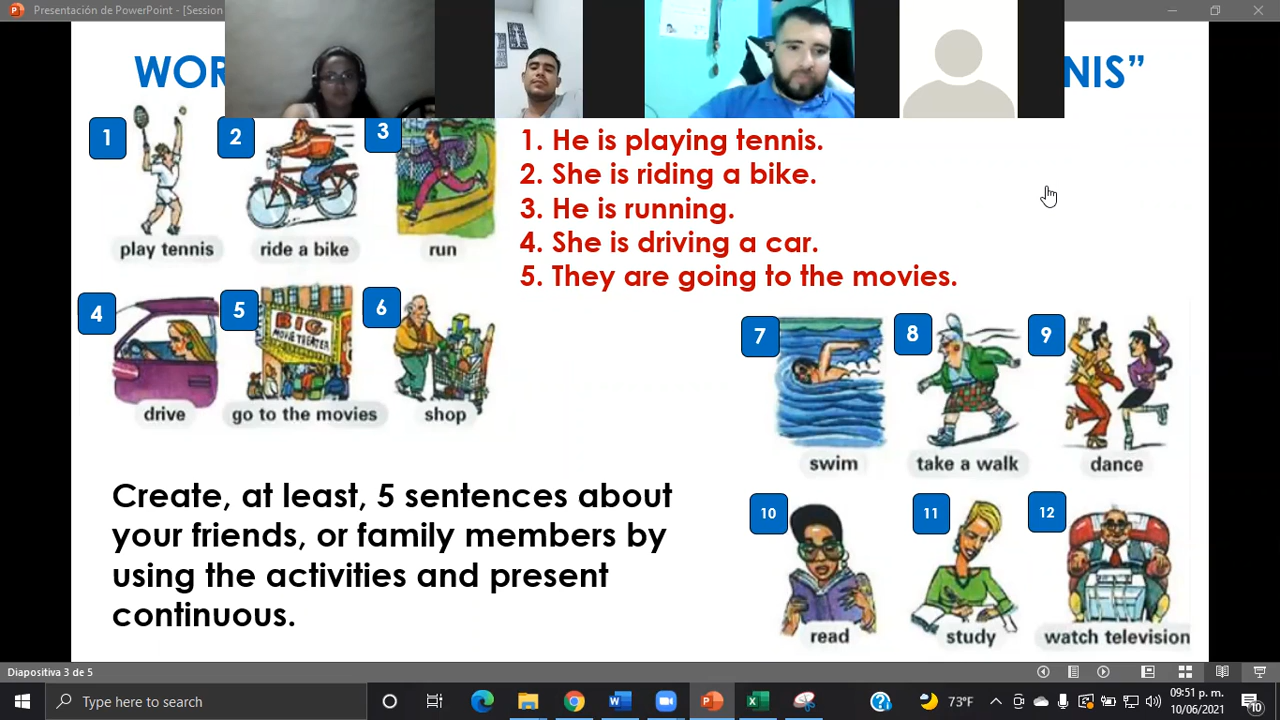 Presentación de PowerPoint - [Session
WOR
NIS”
1
2
3
play tennis
ride a bike
run
1. He is playing tennis.
2. She is riding a bike.
3. He is running.
4. She is driving a car.
5. They are going to the movies.
4
5
6
BIG
MOVIE THEATER
drive
go to the movies
shop
7
8
9
swim
take a walk
dance
Create, at least, 5 sentences about
your friends, or family members by
using the activities and present
continuous.
10
11
12
read
study
watch television
Diapositiva 3 de 5
Type here to search
73°F
09:51 p. m.
10/06/2021
10